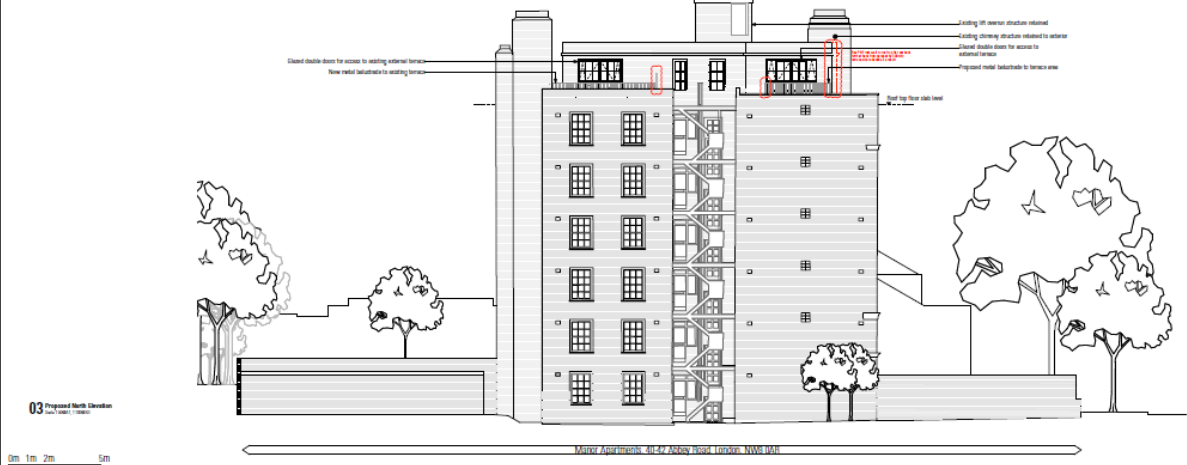 Existing lift overrun structure retained
Existing chimney structure retained to exterior
Glazed double doors for access to
external terrace
Proposed metal balustrade to terrace area
Glazed double doors for access to existing external terrace
New metal balustrade to existing terrace
Roof top floor slab level
03 Proposed North Elevation
Manor Apartments, 40-42 Abbey Road, London, NW8 0AR
0m 1m 2m 5m